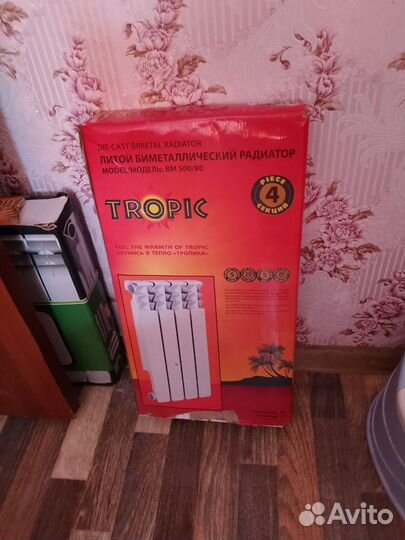 DIE-CAST BIMETAL RADIATOR
ЛИТОЙ БИМЕТАЛЛИЧЕСКИЙ РАДИАТОР
MODEL/МОДЕЛЬ: BM 500/80
PIECE
4
СЕКЦИЙ
TROPIC
FEEL THE WARMTH OF TROPIC
ОКУНИСЬ В ТЕПЛО «ТРОПИКА»
Avito